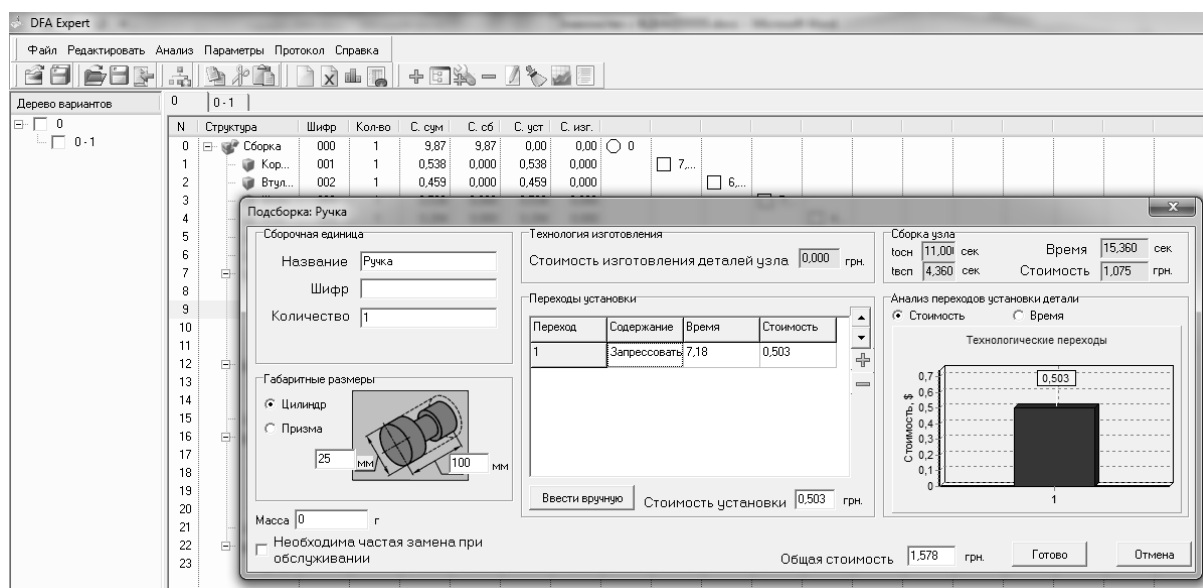 DFA Expert
Файл Редактировать Анализ Параметры Протокол Справка
Дерево вариантов
0
0 - 1
0 0 - 1
N Структура Шифр Кол-во С. сум С. сб С. уст С. изг.
0 Сборка 000 1 9,87 9,87 0,00 0,00 0
1 Кор... 001 1 0,538 0,000 0,538 0,000 7,...
2 Втул... 002 1 0,459 0,000 0,459 0,000 6,...
3
4
5
6
7
8
9
10
11
12
13
14
15
16
17
18
19
20
21
22
23
Подсборка: Ручка
Сборочная единица
Название Ручка
Шифр
Количество 1
Габаритные размеры
Цилиндр
Призма
25 мм 100 мм
Масса 0 г
Необходима частая замена при
обслуживании
Технология изготовления
Стоимость изготовления деталей узла 0,000 грн.
Переходы установки
Переход Содержание Время Стоимость
1 Запрессовать 7,18 0,503
Ввести вручную Стоимость установки 0,503 грн.
Сборка узла
tосн 11,00 сек Время 15,360 сек
tвсп 4,360 сек Стоимость 1,075 грн.
Анализ переходов установки детали
Стоимость Время
Технологические переходы
0,503
Стоимость, $
0,7
0,6
0,5
0,4
0,3
0,2
0,1
0
1
Общая стоимость 1,578 грн. Готово Отмена